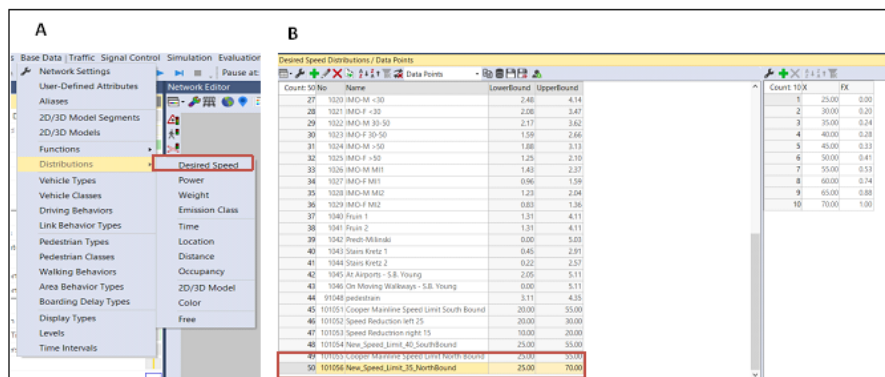 A
B
s Base Data Traffic Signal Control Simulation Evaluation
Network Settings
User-Defined Attributes
Aliases
2D/3D Model Segments
2D/3D Models
Functions
Distributions
Vehicle Types
Vehicle Classes
Driving Behaviors
Link Behavior Types
Pedestrian Types
Pedestrian Classes
Walking Behaviors
Area Behavior Types
Boarding Delay Types
Display Types
Levels
Time Intervals
Pause at:
Network Editor
Desired Speed
Power
Weight
Emission Class
Time
Location
Distance
Occupancy
2D/3D Model
Color
Free
Desired Speed Distributions / Data Points
Data Points
Count: 50 No Name LowerBound UpperBound
27 1020 IMO-M <30 2.48 4.14
28 1021 IMO-F <30 2.08 3.47
29 1022 IMO-M 30-50 2.17 3.62
30 1023 IMO-F 30-50 1.59 2.66
31 1024 IMO-M >50 1.88 3.13
32 1025 IMO-F >50 1.25 2.10
33 1026 IMO-M MI1 1.43 2.37
34 1027 IMO-F MI1 0.96 1.59
35 1028 IMO-M MI2 1.23 2.04
36 1029 IMO-F MI2 0.83 1.36
37 1040 Fruin 1 1.31 4.11
38 1041 Fruin 2 1.31 4.11
39 1042 Predt-Milinski 0.00 5.03
40 1043 Stairs Kretz 1 0.45 2.91
41 1044 Stairs Kretz 2 0.22 2.57
42 1045 At Airports - S.B. Young 2.05 5.11
43 1046 On Moving Walkways - S.B. Young 0.00 5.11
44 91048 pedestrain 3.11 4.35
45 101051 Cooper Mainline Speed Limit South Bound 20.00 55.00
46 101052 Speed Reduction left 25 20.00 30.00
47 101053 Speed Reductrion right 15 10.00 20.00
48 101054 New_Speed_Limit_40_SouthBound 25.00 55.00
49 101055 Cooper Mainline Speed Limit North Bound 25.00 55.00
50 101056 New_Speed_Limit_35_NorthBound 25.00 70.00
Count: 10 X FX
1 25.00 0.00
2 30.00 0.20
3 35.00 0.24
4 40.00 0.28
5 45.00 0.33
6 50.00 0.41
7 55.00 0.53
8 60.00 0.74
9 65.00 0.88
10 70.00 1.00